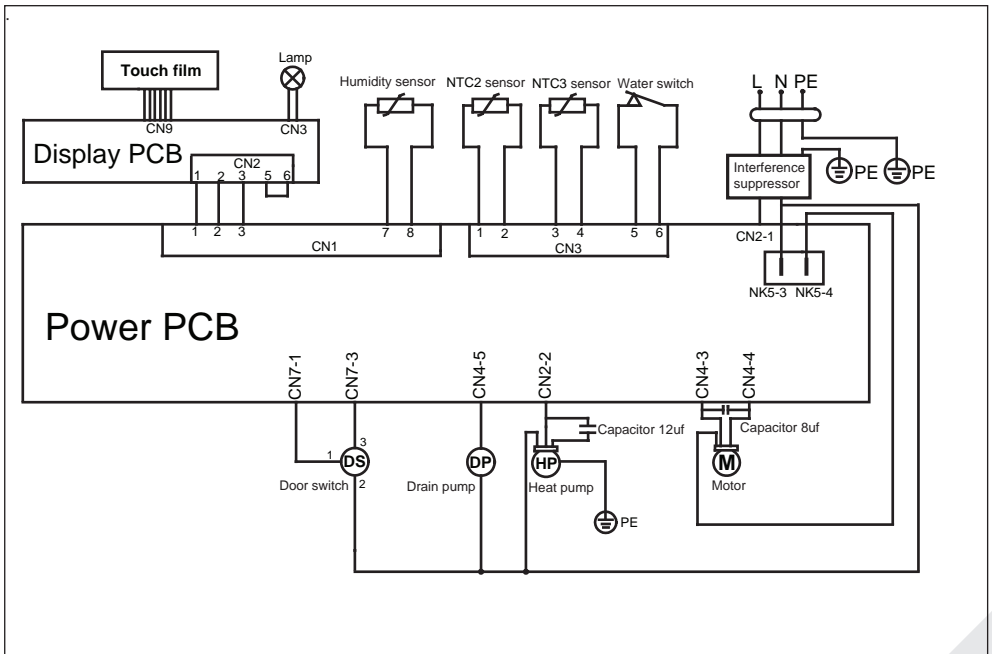 Touch film
Lamp
Humidity sensor
NTC2 sensor
NTC3 sensor
Water switch
L N PE
CN9
CN3
Display PCB
CN2
1 2 3 5 6
Interference
suppressor
PE
PE
1 2 3
7 8
CN1
1 2 3 4 5 6
CN3
CN2-1
NK5-3 NK5-4
Power PCB
CN7-1
CN7-3
CN4-5
CN2-2
CN4-3
CN4-4
Capacitor 12uf
Capacitor 8uf
3
1
DS
2
DP
HP
M
Door switch
Drain pump
Heat pump
Motor
PE